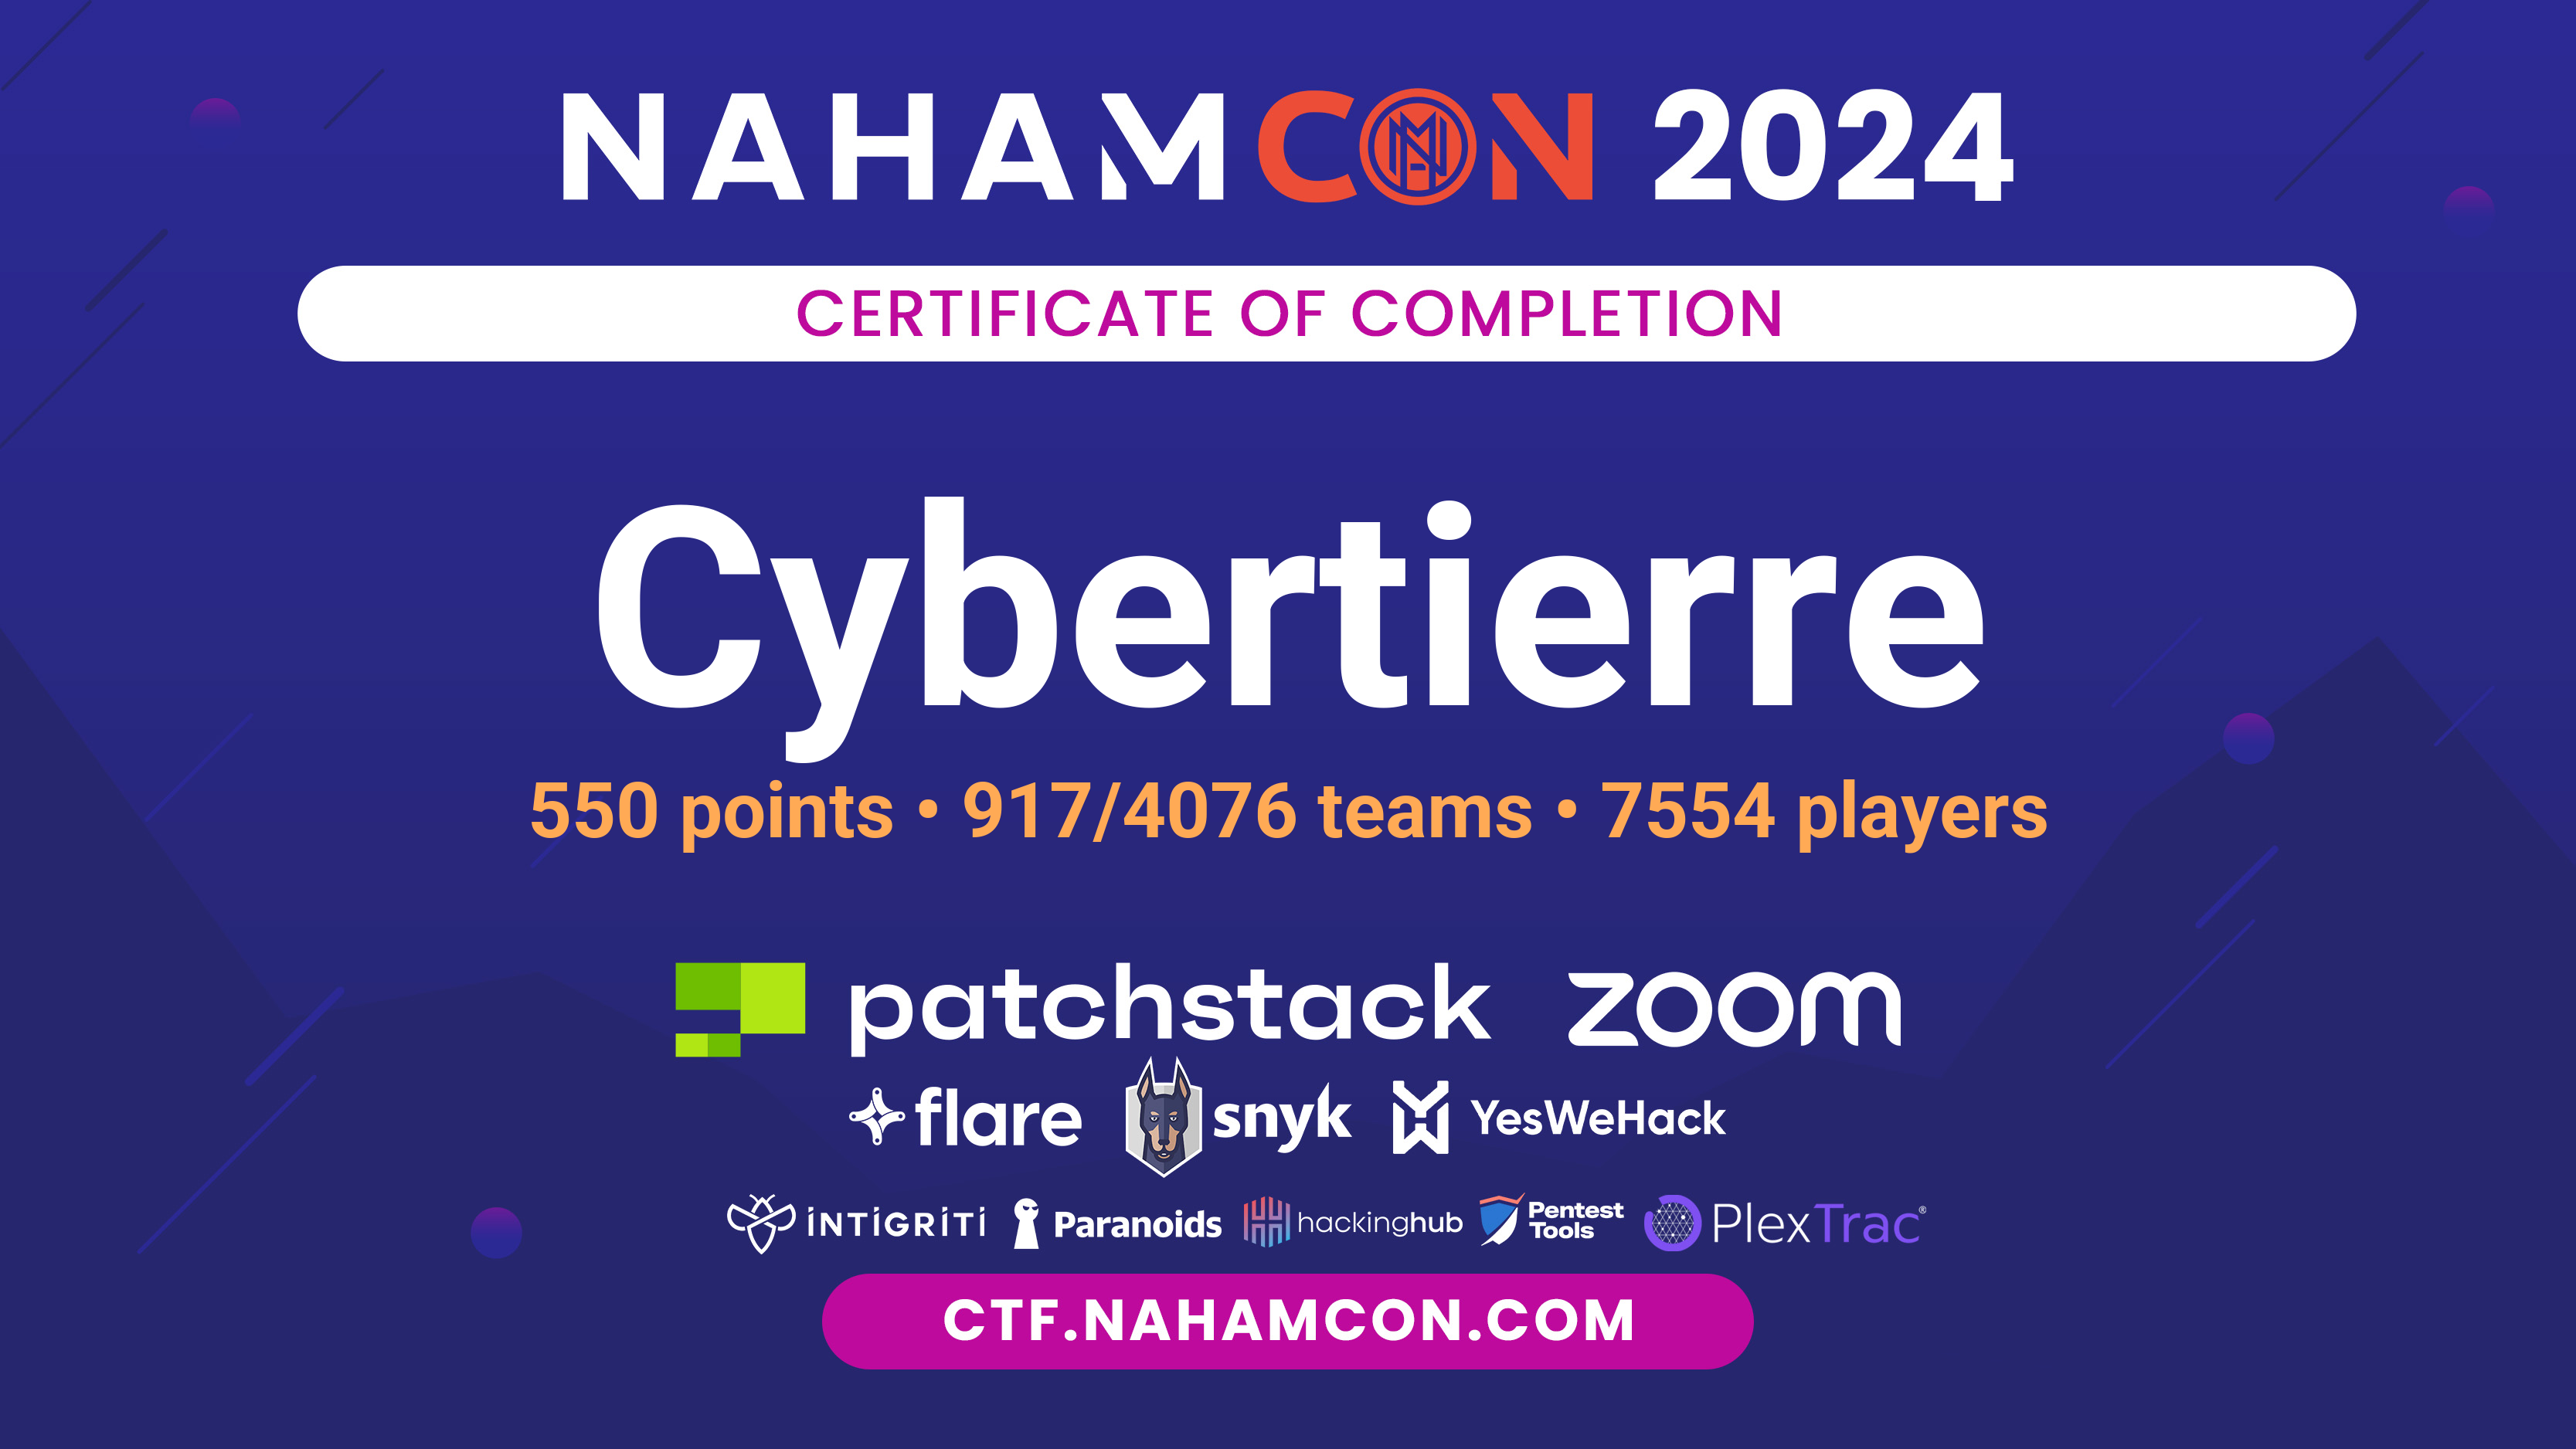 NAHAMCON 2024
CERTIFICATE OF COMPLETION
Cybertierre
550 points • 917/4076 teams • 7554 players
patchstack zoom
flare snyk YesWeHack
INTIGRITI Paranoids hackinghub Pentest Tools PlexTrac®
CTF.NAHAMCON.COM